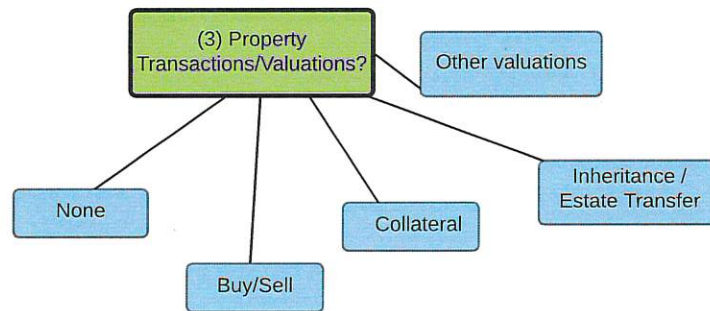 (3) Property
Transactions/Valuations?
Other valuations
Inheritance /
Estate Transfer
None
Collateral
Buy/Sell